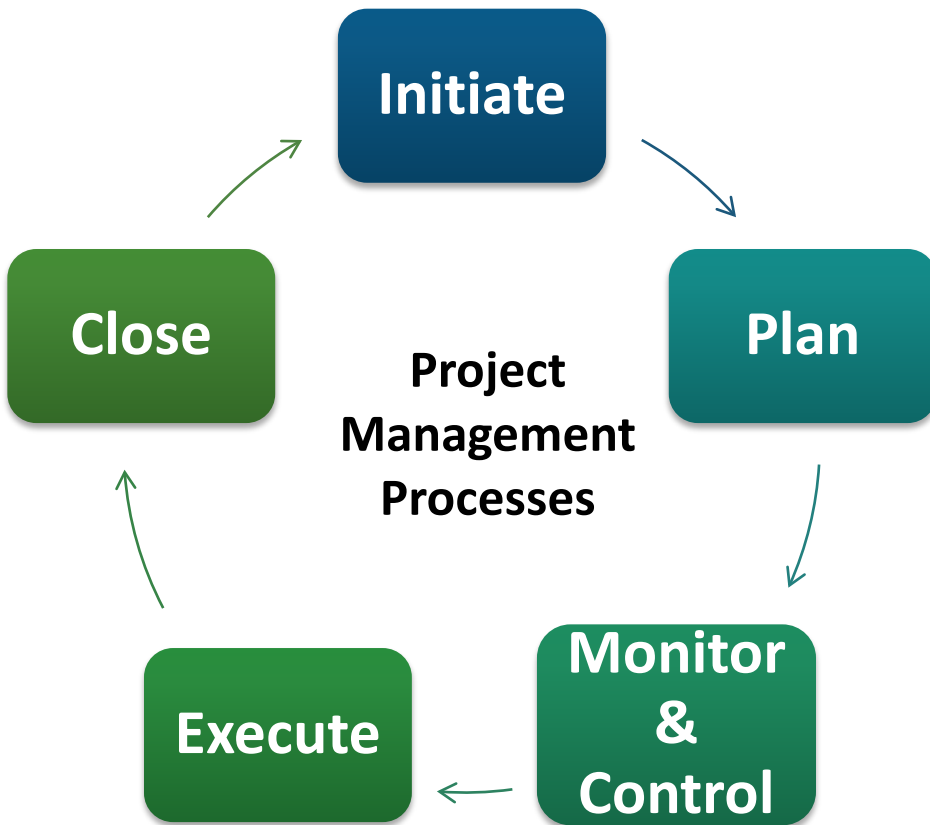 Initiate
Plan
Monitor
&
Control
Execute
Close
Project
Management
Processes